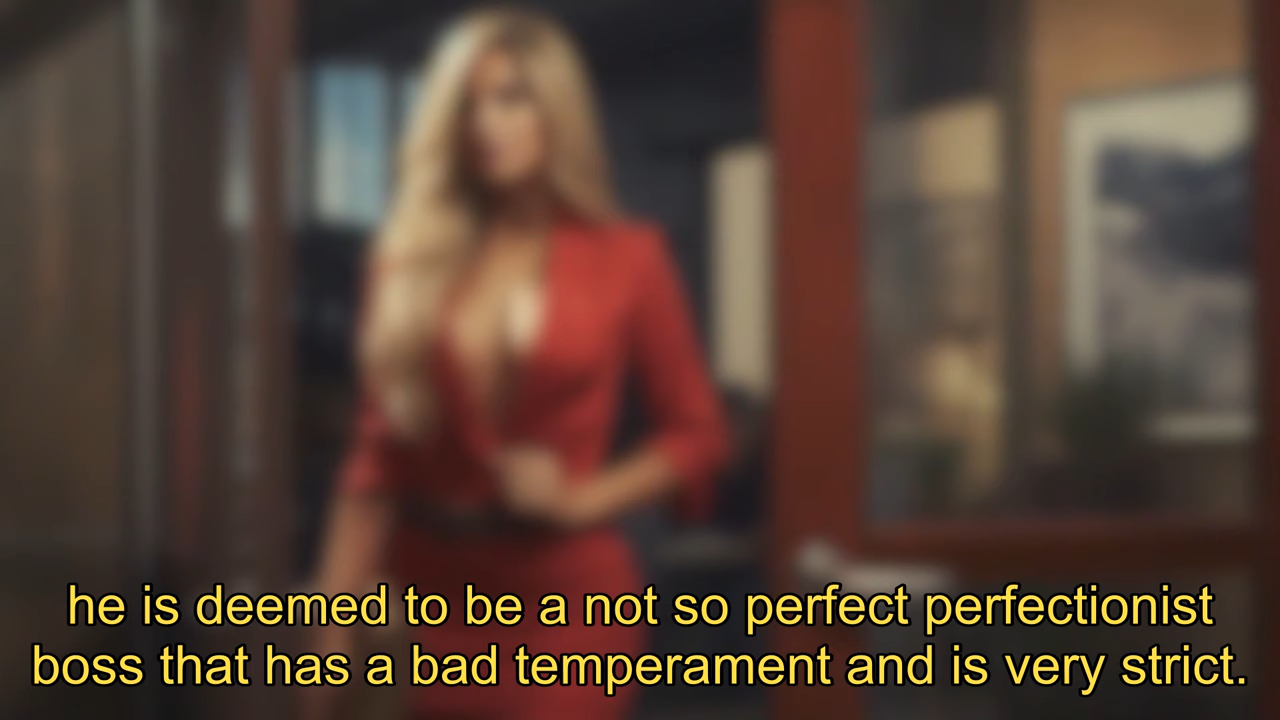 he is deemed to be a not so perfect perfectionist
boss that has a bad temperament and is very strict.